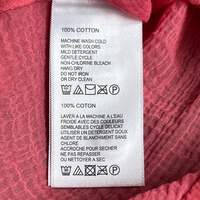 100% COTTON
MACHINE WASH COLD
WITH LIKE COLORS
MILD DETERGENT
GENTLE CYCLE
NON CHLORINE BLEACH
HANG DRY
DO NOT IRON
OR DRY CLEAN
100% COTON
LAVER A LA MACHINE A L'EAU
FROIDE AVEC DES COULEURS
SEMBLABLES CYCLE DELICAT
UTILISER UN DETERGENT DOUX
AGENT DE BLANCHIMENT
SANS CHLORE
ACCROCHER AU SEC
NE PAS REPASSER
OU NETTOYER A SEC